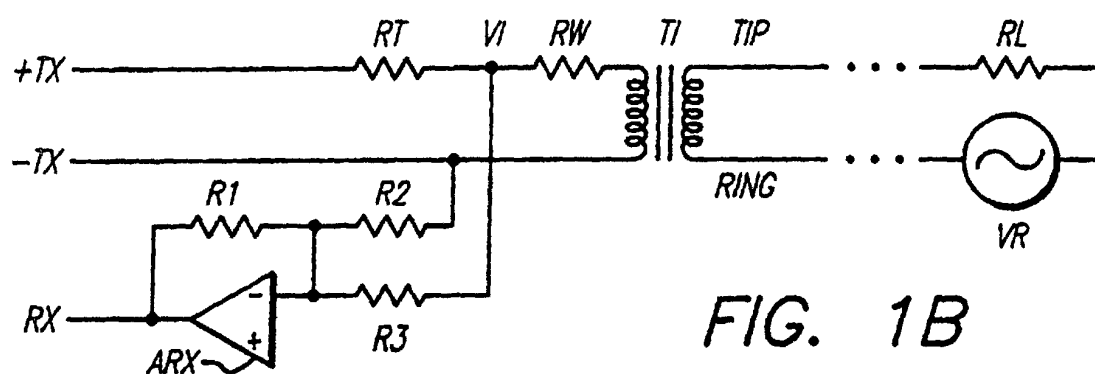 RT VI RW TI TIP RL
+TX
-TX
RING
R1 R2
VR
RX
R3
ARX
- +
FIG. 1B